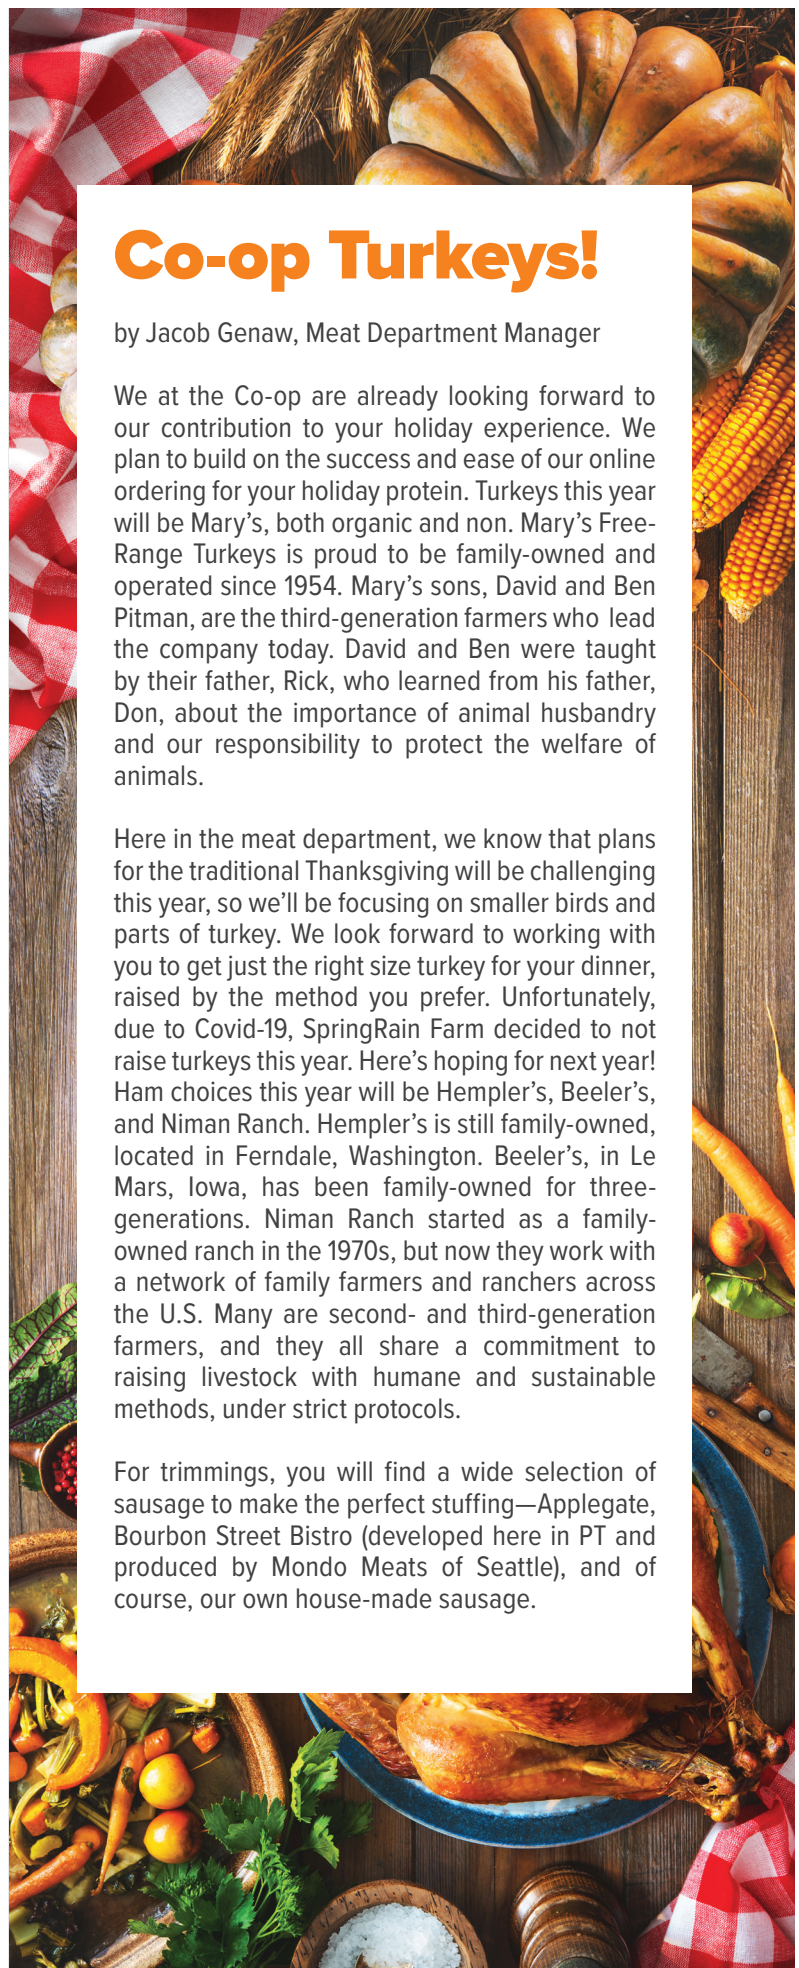 Co-op Turkeys!
by Jacob Genaw, Meat Department Manager
We at the Co-op are already looking forward to
our contribution to your holiday experience. We
plan to build on the success and ease of our online
ordering for your holiday protein. Turkeys this year
will be Mary’s, both organic and non. Mary’s Free-
Range Turkeys is proud to be family-owned and
operated since 1954. Mary’s sons, David and Ben
Pitman, are the third-generation farmers who lead
the company today. David and Ben were taught
by their father, Rick, who learned from his father,
Don, about the importance of animal husbandry
and our responsibility to protect the welfare of
animals.
Here in the meat department, we know that plans
for the traditional Thanksgiving will be challenging
this year, so we’ll be focusing on smaller birds and
parts of turkey. We look forward to working with
you to get just the right size turkey for your dinner,
raised by the method you prefer. Unfortunately,
due to Covid-19, SpringRain Farm decided to not
raise turkeys this year. Here’s hoping for next year!
Ham choices this year will be Hempler’s, Beeler’s,
and Niman Ranch. Hempler’s is still family-owned,
located in Ferndale, Washington. Beeler’s, in Le
Mars, Iowa, has been family-owned for three-
generations. Niman Ranch started as a family-
owned ranch in the 1970s, but now they work with
a network of family farmers and ranchers across
the U.S. Many are second- and third-generation
farmers, and they all share a commitment to
raising livestock with humane and sustainable
methods, under strict protocols.
For trimmings, you will find a wide selection of
sausage to make the perfect stuffing—Applegate,
Bourbon Street Bistro (developed here in PT and
produced by Mondo Meats of Seattle), and of
course, our own house-made sausage.